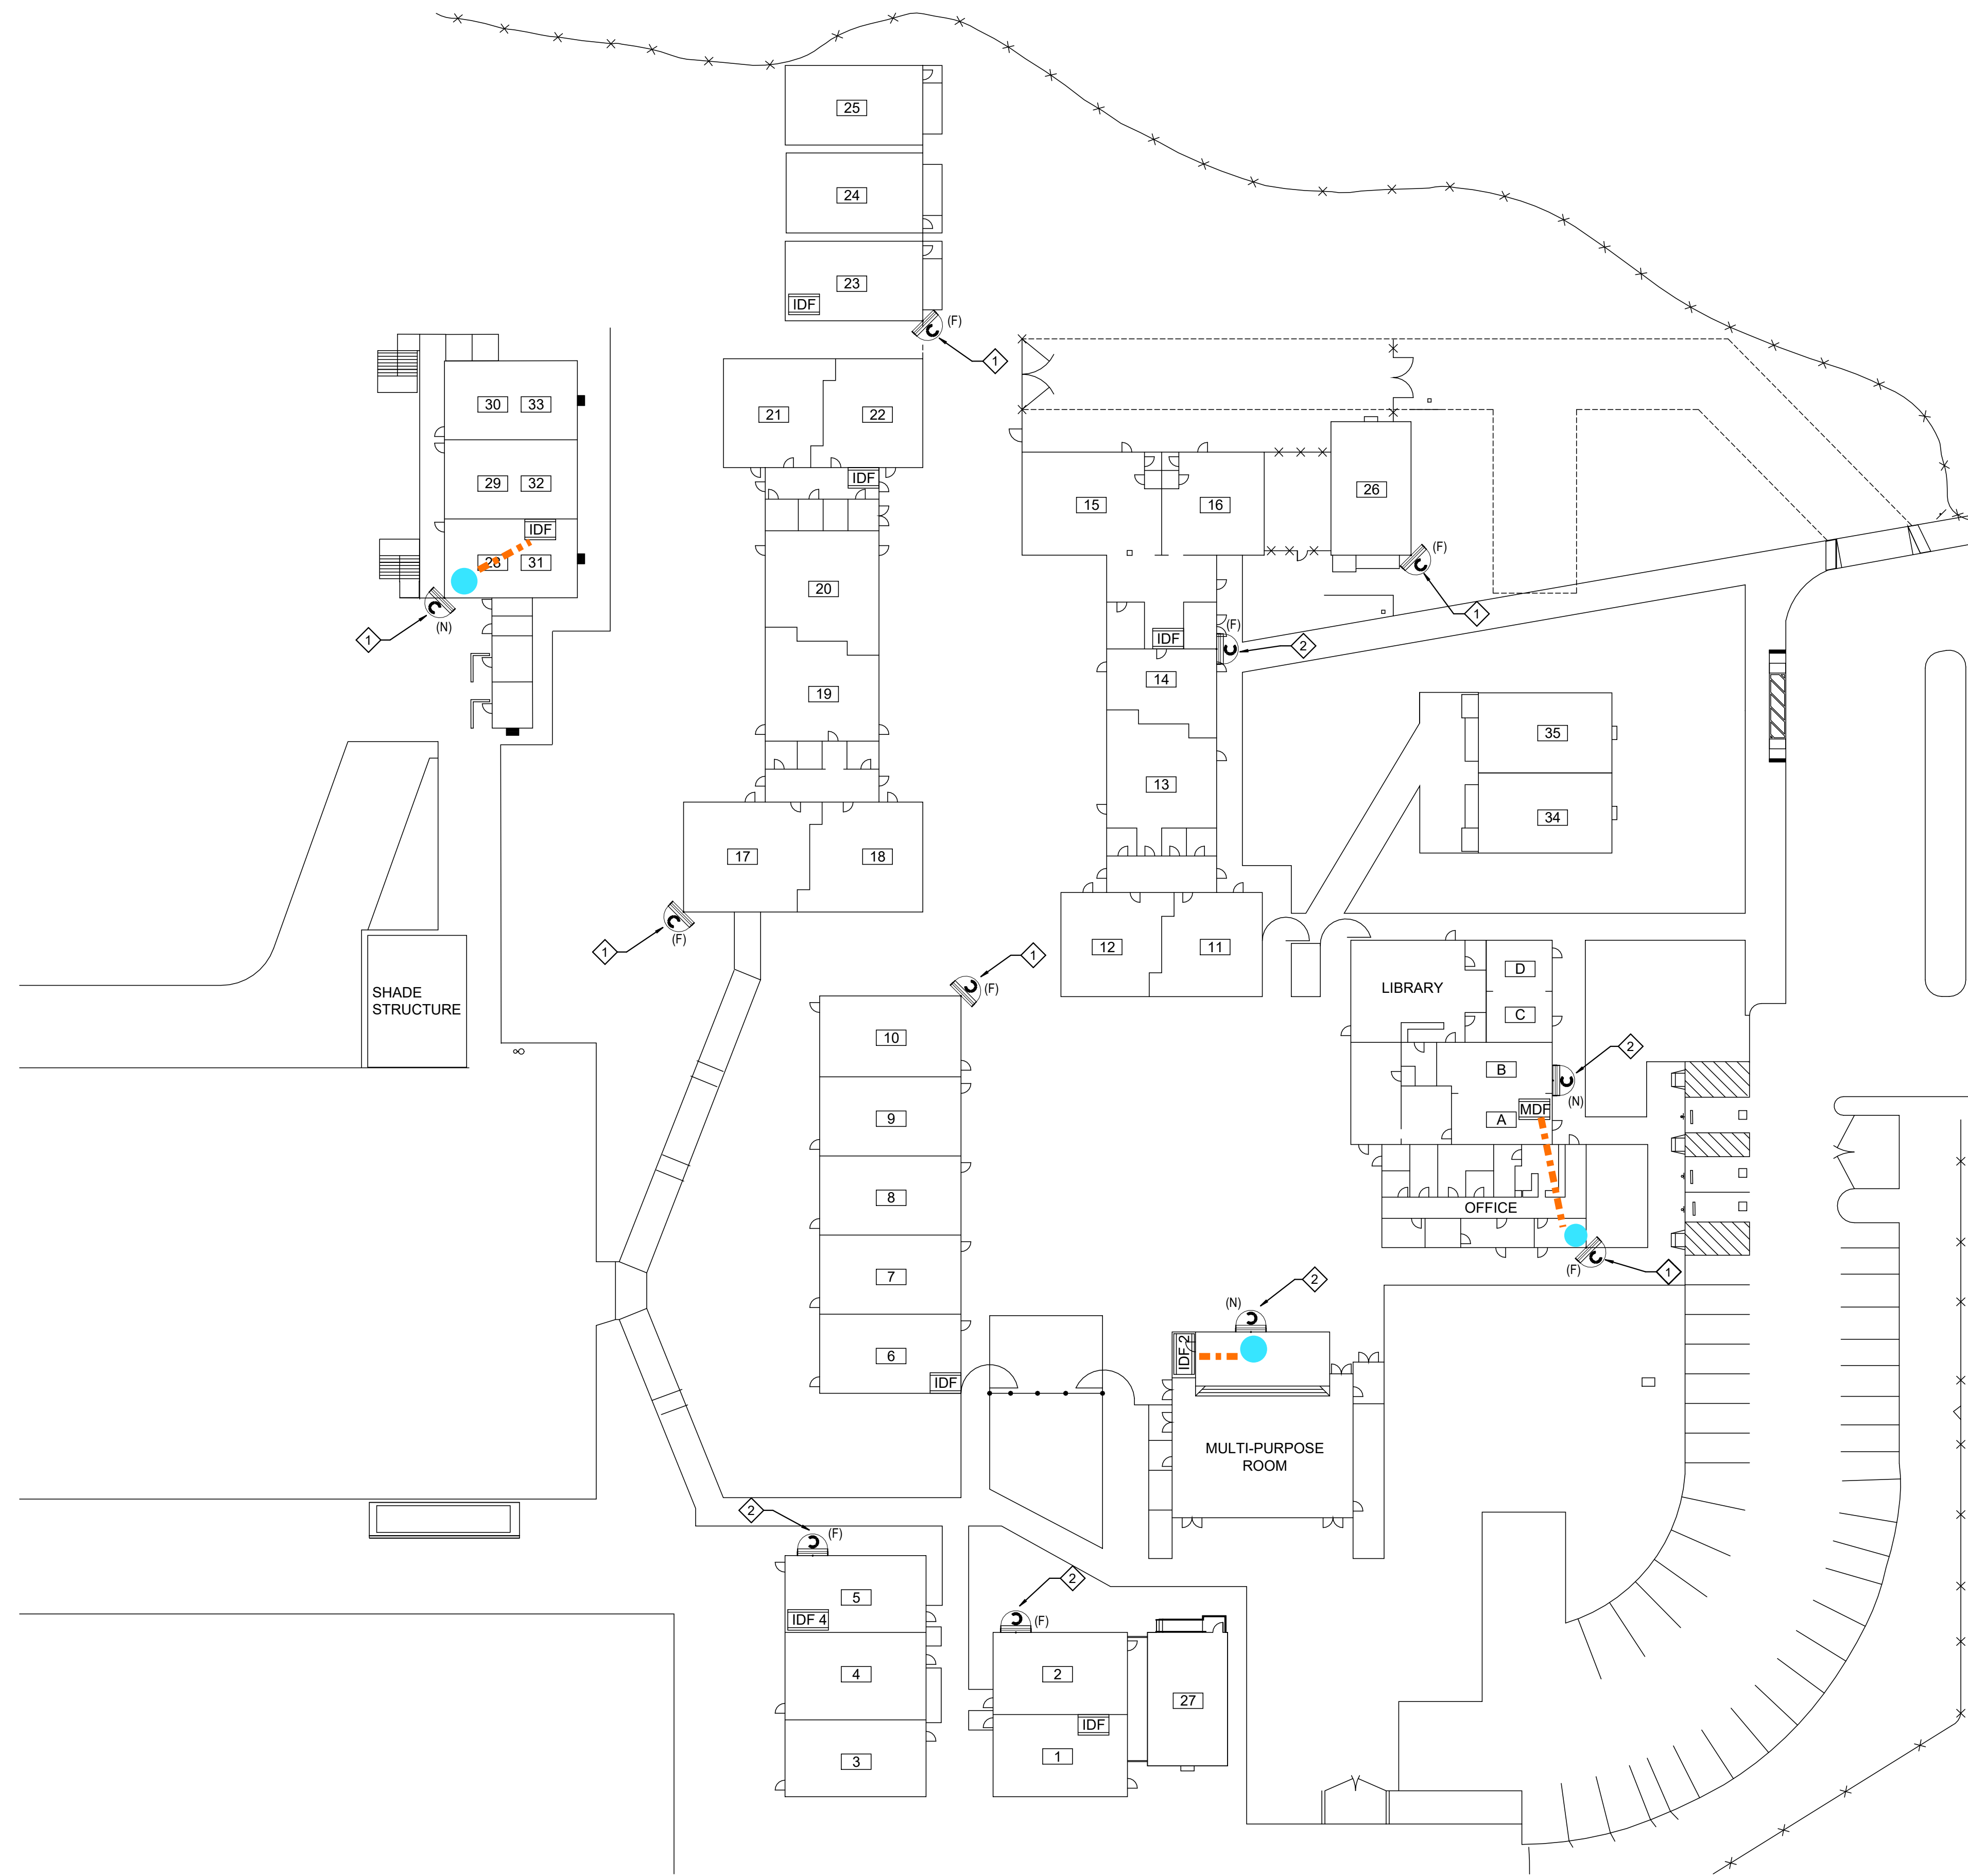 25
24
23
IDF
(F)
1
21
22
IDF
30
33
29
32
IDF
28
31
(N)
1
15
16
26
(F)
1
20
IDF
(F)
2
14
19
13
35
34
17
18
(F)
1
12
11
1
(F)
SHADE
STRUCTURE
LIBRARY
D
C
10
B
2
(N)
MDF
A
9
8
OFFICE
7
(F)
1
6
IDF
(N)
2
IDF 2
MULTI-PURPOSE
ROOM
2
(F)
5
IDF 4
4
3
2
(F)
2
IDF
1
27